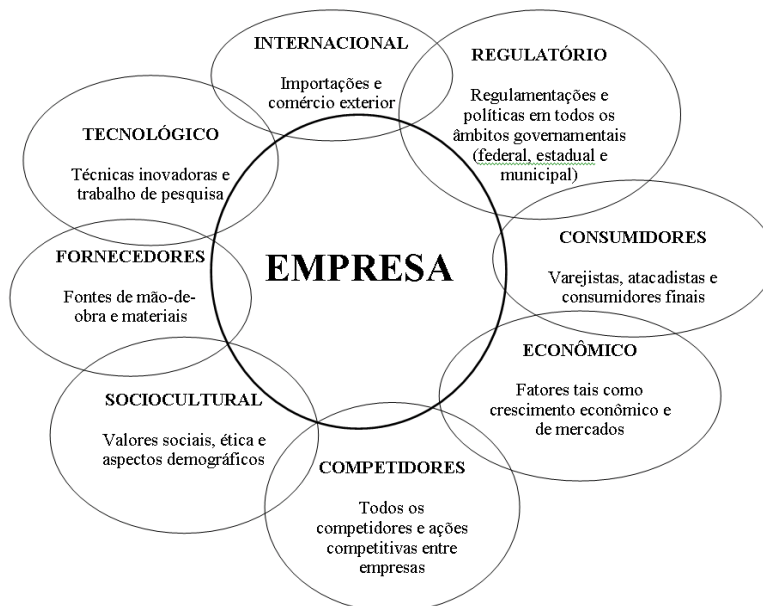 INTERNACIONAL
Importações e
comércio exterior
REGULATÓRIO
Regulamentações e
políticas em todos os
âmbitos governamentais
(federal, estadual e
municipal)
TECNOLÓGICO
Técnicas inovadoras e
trabalho de pesquisa
CONSUMIDORES
Varejistas, atacadistas e
consumidores finais
FORNECEDORES
Fontes de mão-de-
obra e materiais
EMPRESA
ECONÔMICO
Fatores tais como
crescimento econômico e
de mercados
SOCIOCULTURAL
Valores sociais, ética e
aspectos demográficos
COMPETIDORES
Todos os
competidores e ações
competitivas entre
empresas